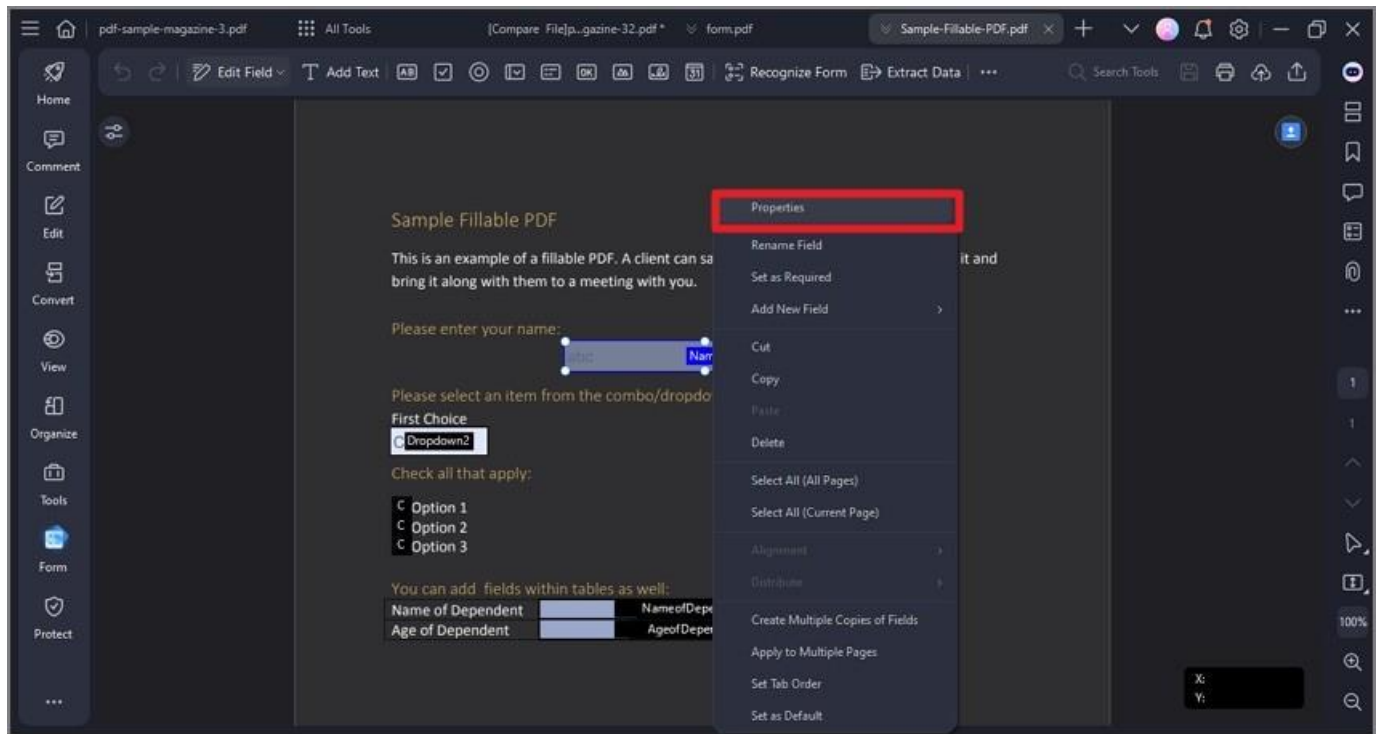 pdf-sample-magazine-3.pdf
All Tools
[Compare File]p...gazine-32.pdf *
form.pdf
Sample-Fillable-PDF.pdf
Edit Field
Add Text
OK
31
Recognize Form
Extract Data
Search Tools
Home
Comment
Edit
Convert
View
Organize
Tools
Form
Protect
Sample Fillable PDF
This is an example of a fillable PDF. A client can sa
it and
bring it along with them to a meeting with you.
Please enter your name:
abc
Nam
Please select an item from the combo/dropdo
First Choice
C Dropdown2
Check all that apply:
C Option 1
C Option 2
C Option 3
You can add fields within tables as well:
Name of Dependent NameofDepe
Age of Dependent AgeofDeper
Properties
Rename Field
Set as Required
Add New Field
Cut
Copy
Paste
Delete
Select All (All Pages)
Select All (Current Page)
Alignment
Distribute
Create Multiple Copies of Fields
Apply to Multiple Pages
Set Tab Order
Set as Default
1
1
100%
X:
Y: